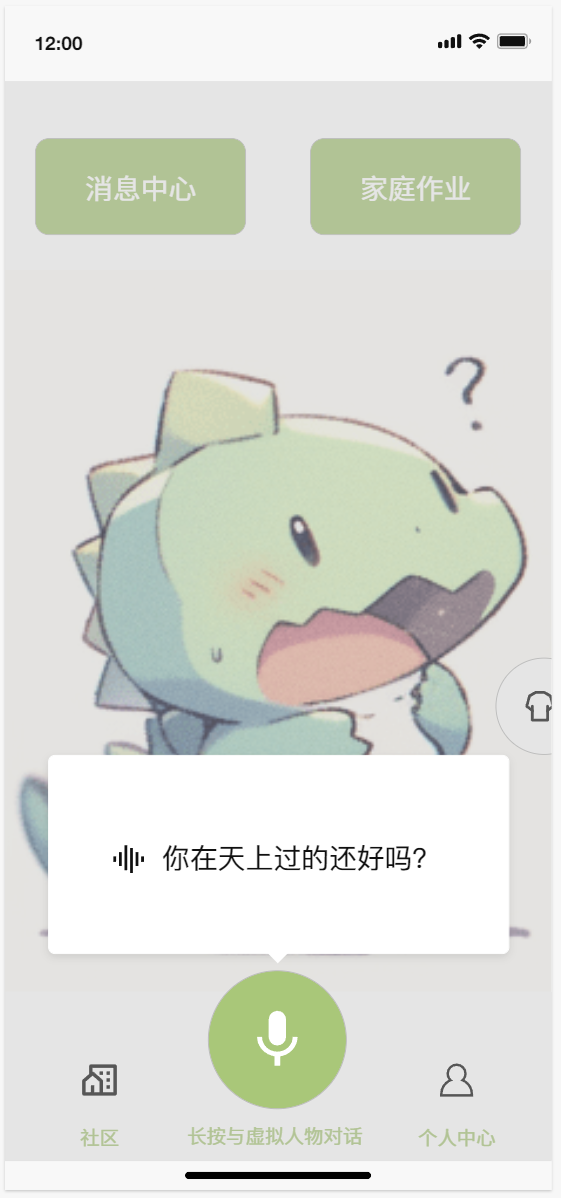 12:00
消息中心
家庭作业
?
你在天上过的还好吗?
社区
长按与虚拟人物对话
个人中心